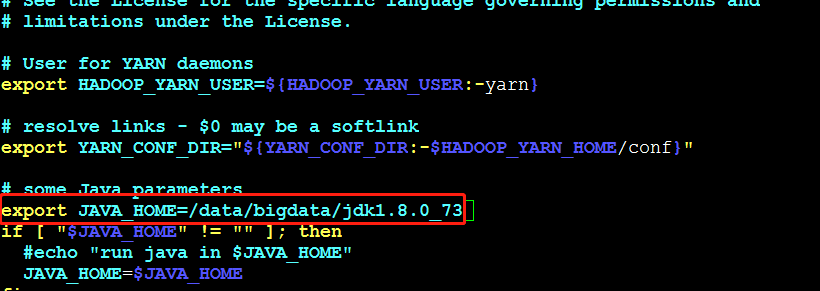 # See the License for the specific language governing permissions and
# limitations under the License.
# User for YARN daemons
export HADOOP_YARN_USER=${HADOOP_YARN_USER:-yarn}
# resolve links - $0 may be a softlink
export YARN_CONF_DIR="${YARN_CONF_DIR:-$HADOOP_YARN_HOME/conf}"
# some Java parameters
export JAVA_HOME=/data/bigdata/jdk1.8.0_73
if [ "$JAVA_HOME" != "" ]; then
  #echo "run java in $JAVA_HOME"
  JAVA_HOME=$JAVA_HOME